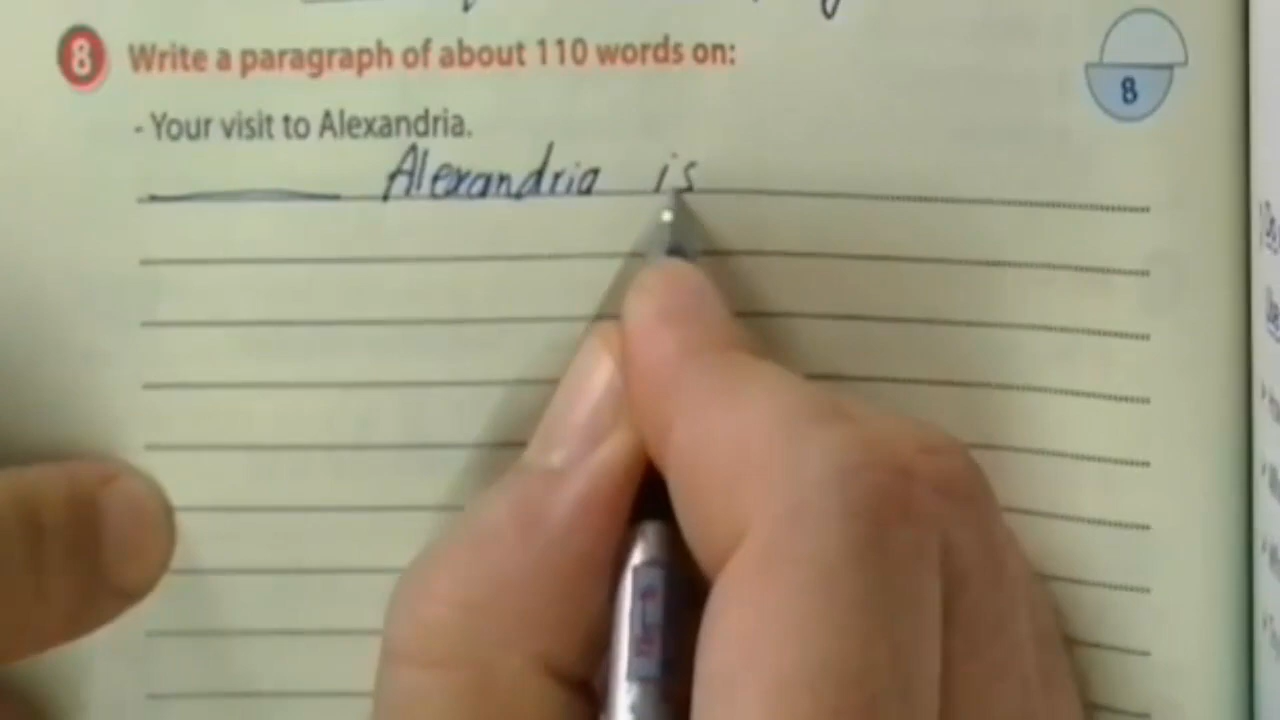 8 Write a paragraph of about 110 words on:
8
- Your visit to Alexandria.
Alexandria is